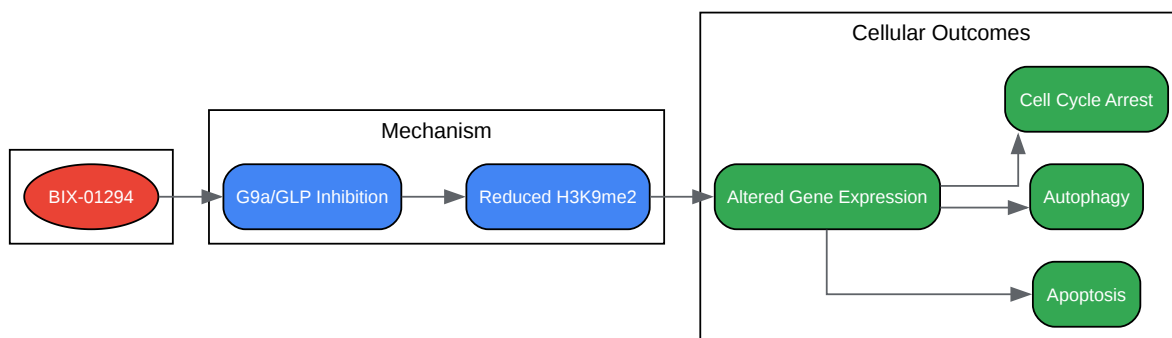 Cellular Outcomes
Cell Cycle Arrest
Mechanism
BIX-01294
G9a/GLP Inhibition
Reduced H3K9me2
Altered Gene Expression
Autophagy
Apoptosis